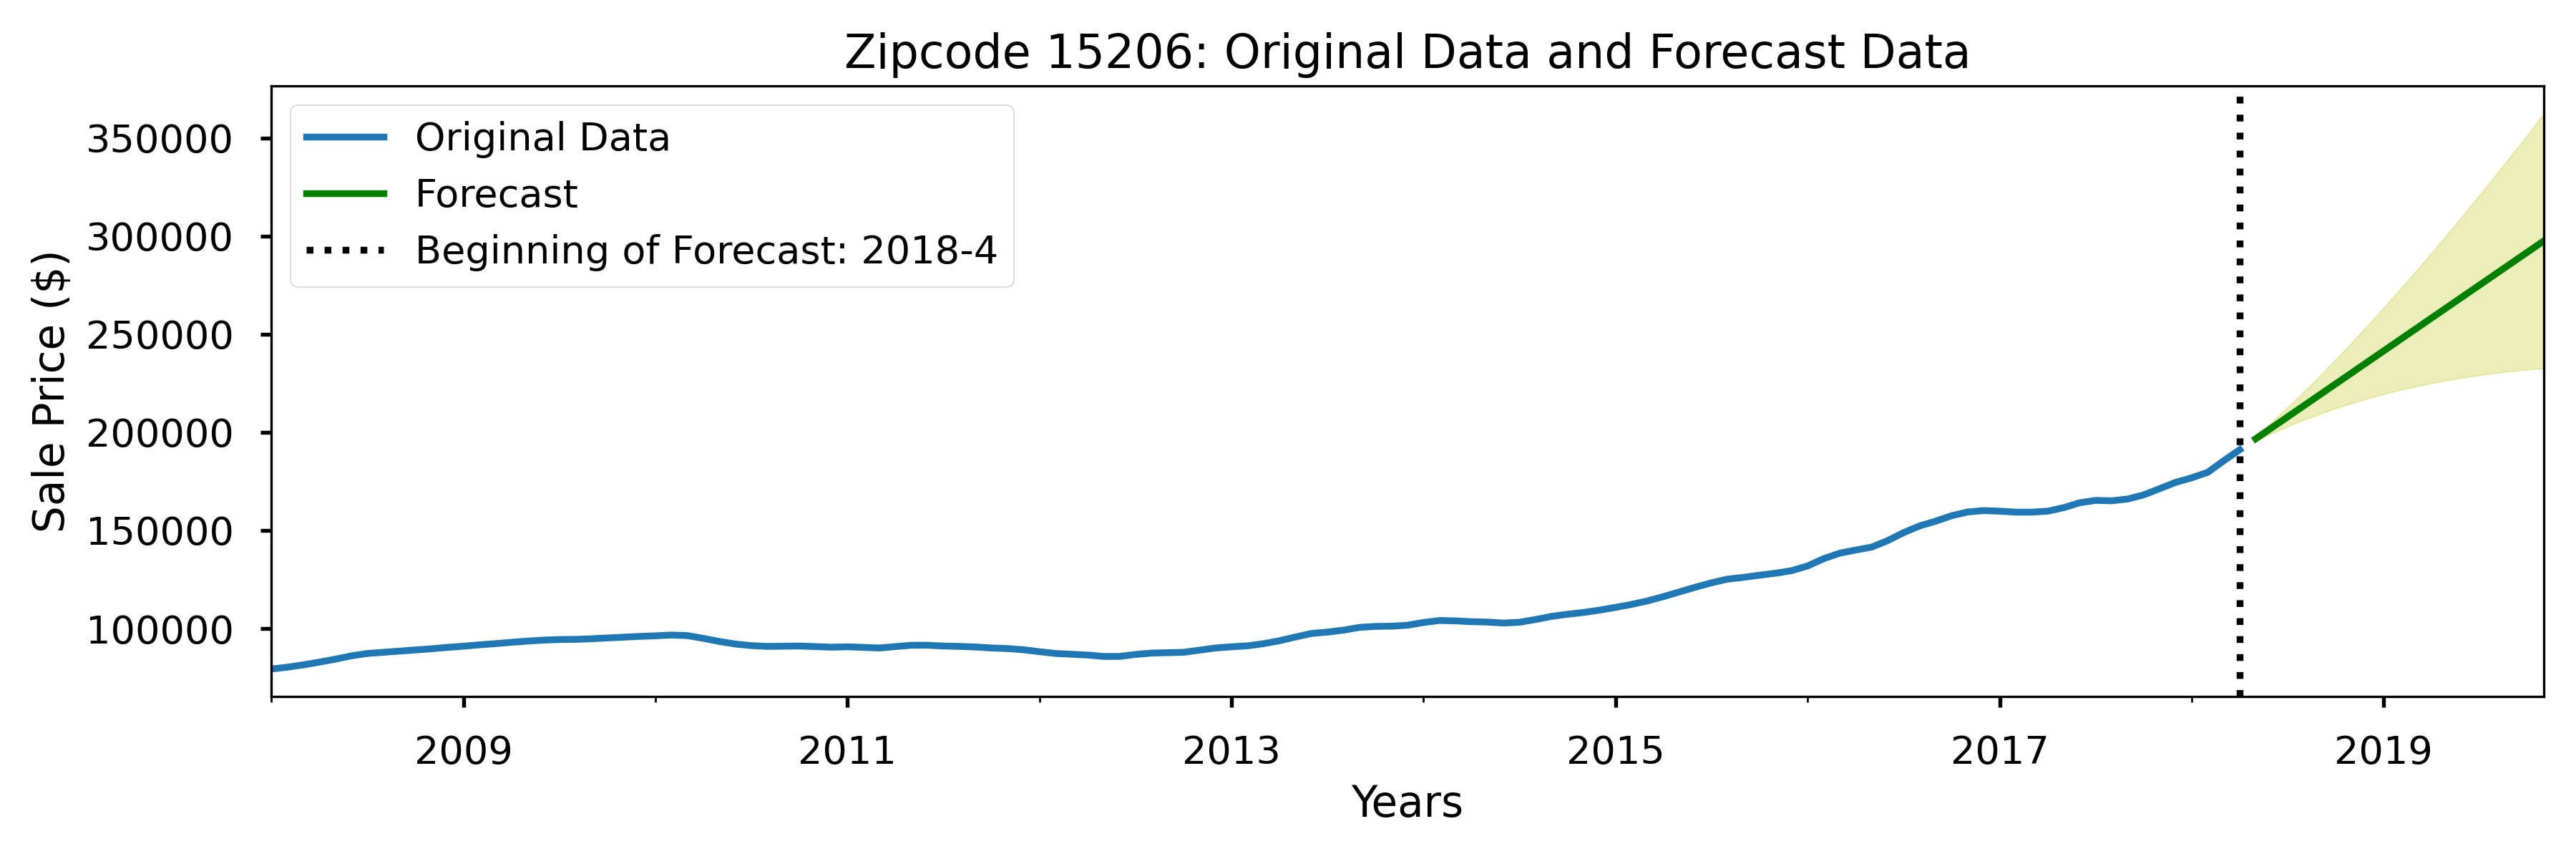 Zipcode 15206: Original Data and Forecast Data
Original Data
Forecast
Beginning of Forecast: 2018-4
Sale Price ($)
350000
300000
250000
200000
150000
100000
2009 2011 2013 2015 2017 2019
Years